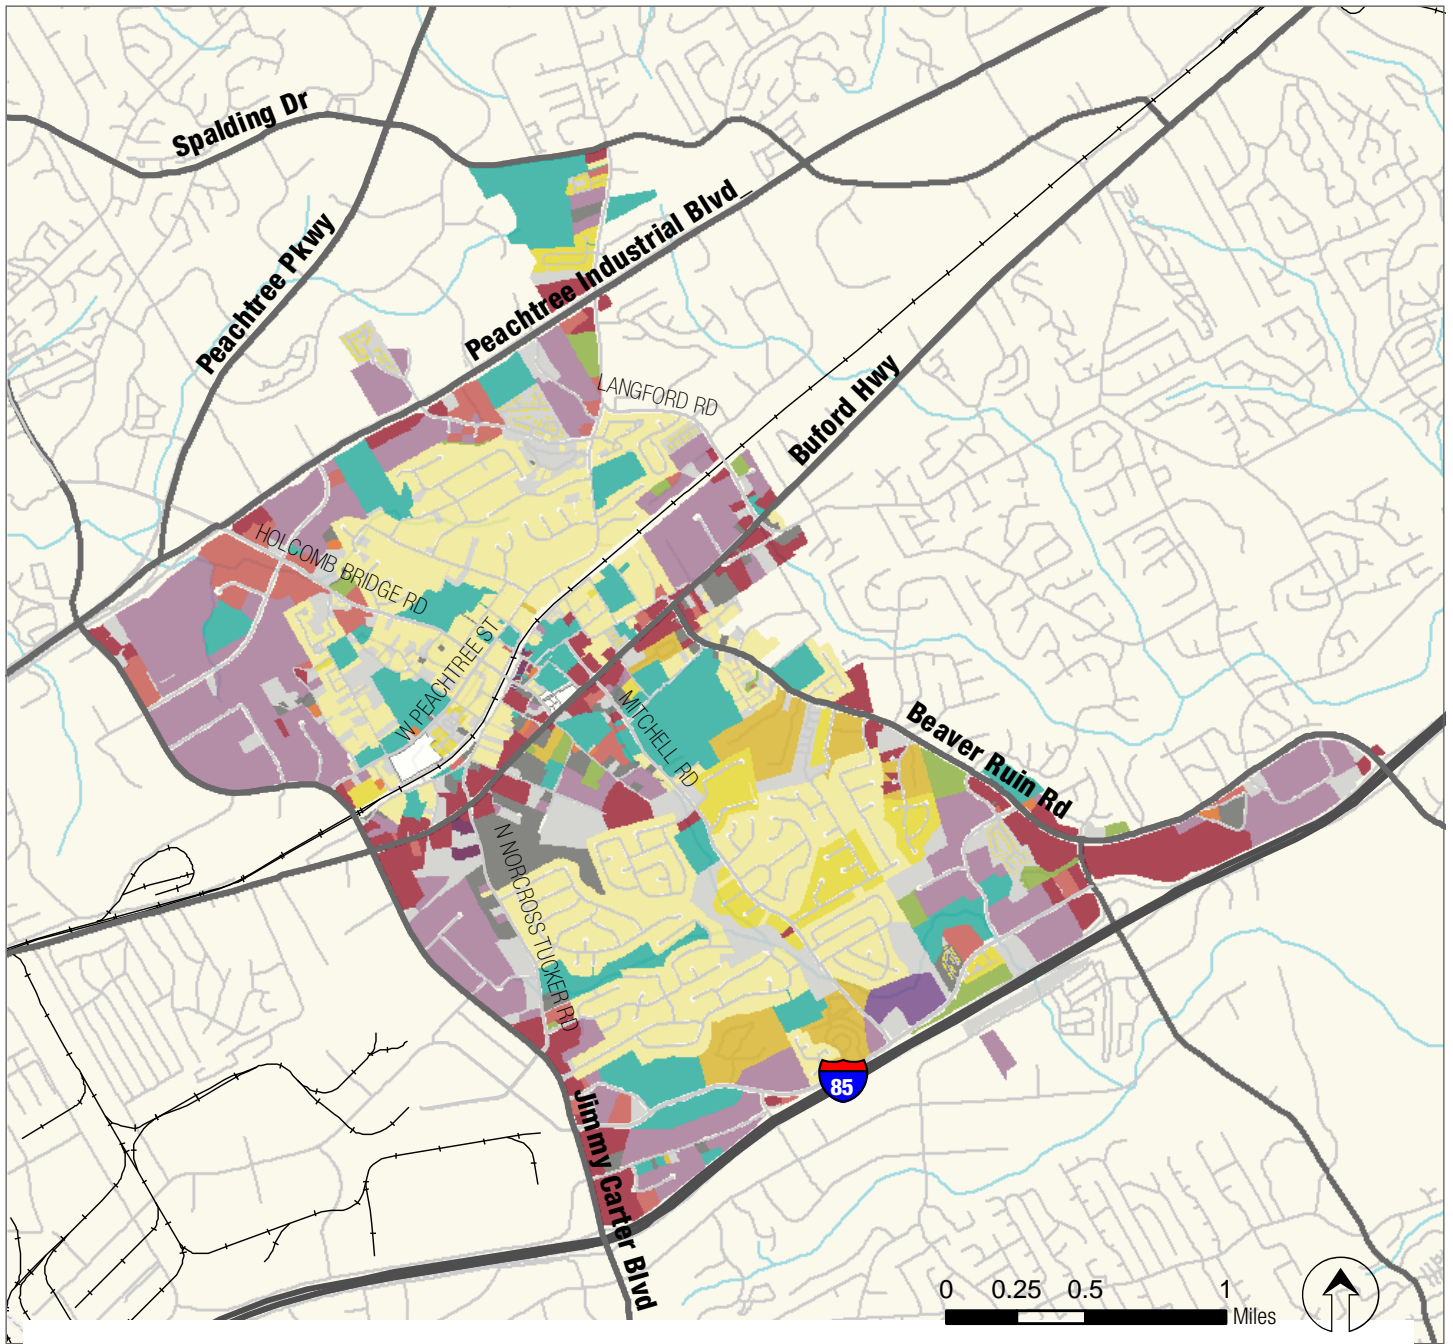 Spalding Dr
Peachtree Pkwy
Peachtree Industrial Blvd
LANGFORD RD
Buford Hwy
HOLCOMB BRIDGE RD
W PEACHTREE ST
MITCHELL RD
Beaver Ruin Rd
N NORCROSS TUCKER RD
85
Jimmy Carter Blvd
0 0.25 0.5 1
Miles